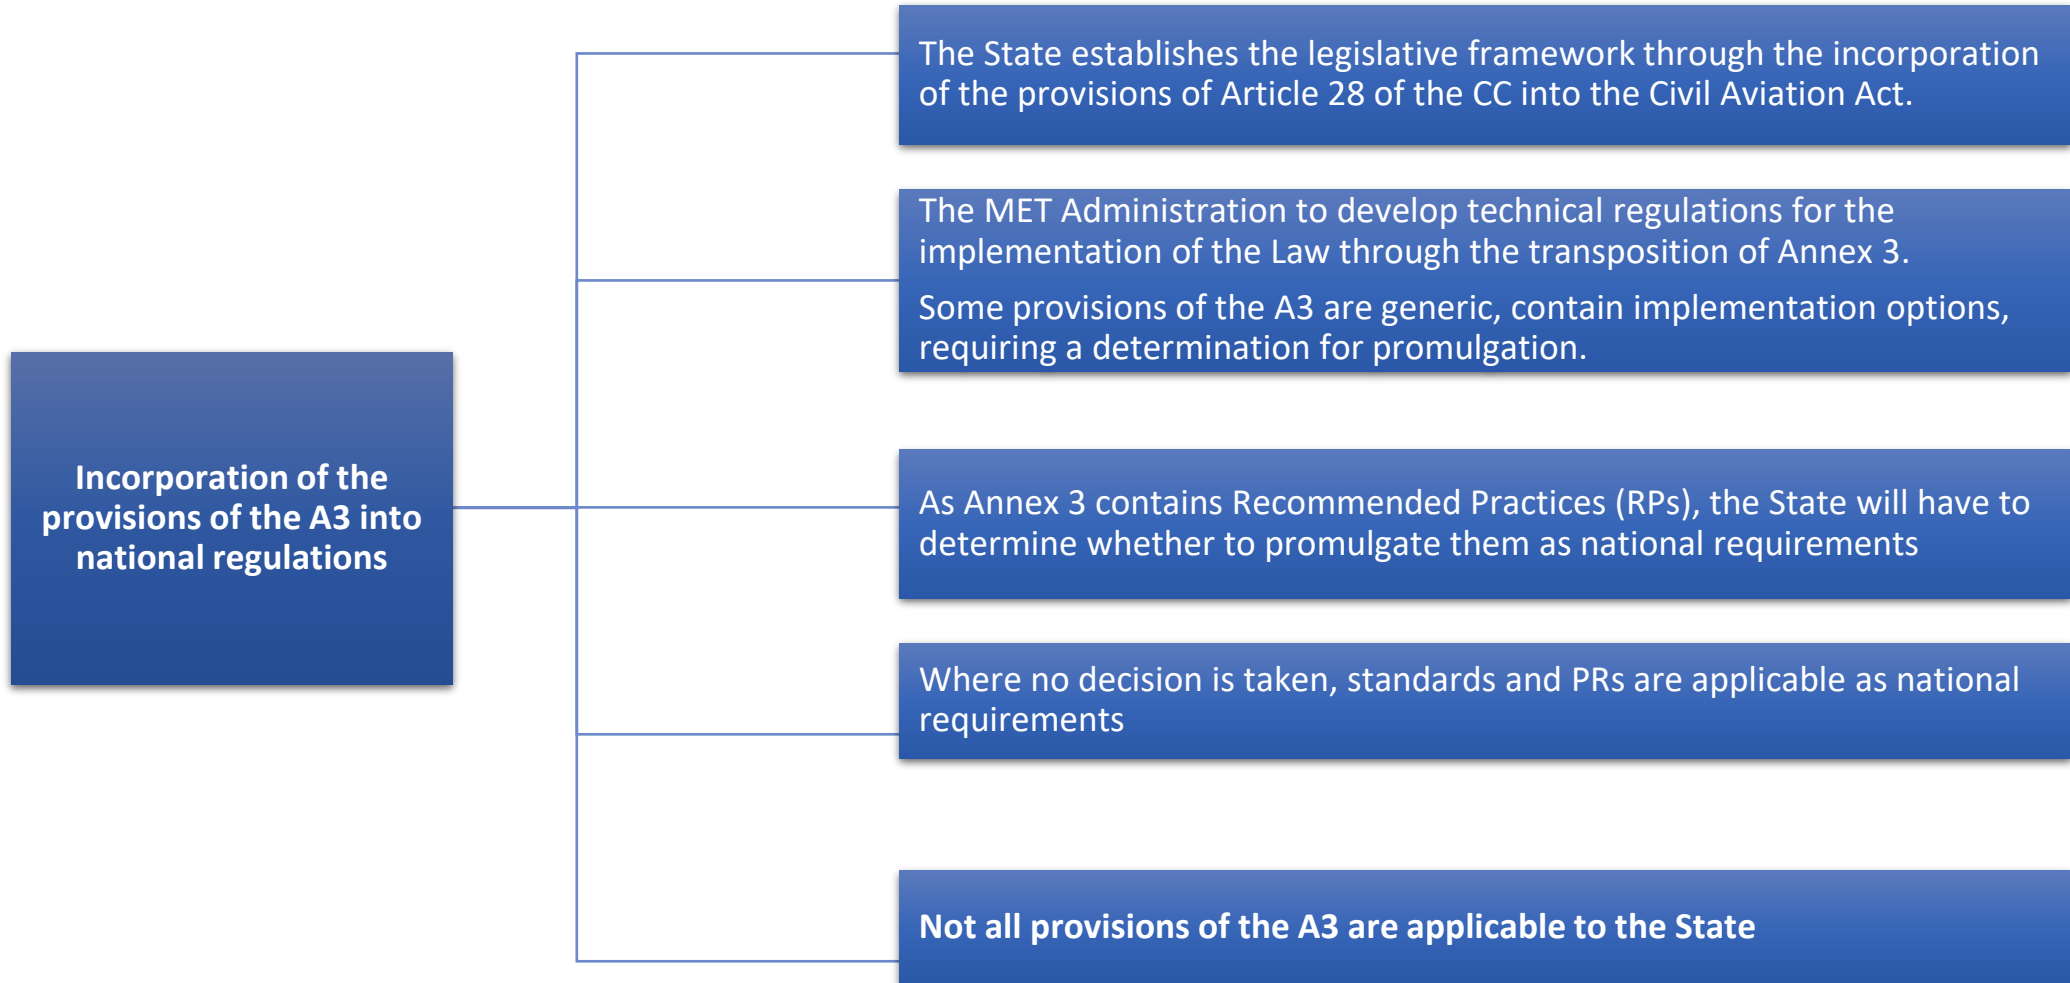 Incorporation of the
provisions of the A3 into
national regulations
The State establishes the legislative framework through the incorporation
of the provisions of Article 28 of the CC into the Civil Aviation Act.
The MET Administration to develop technical regulations for the
implementation of the Law through the transposition of Annex 3.
Some provisions of the A3 are generic, contain implementation options,
requiring a determination for promulgation.
As Annex 3 contains Recommended Practices (RPs), the State will have to
determine whether to promulgate them as national requirements
Where no decision is taken, standards and PRs are applicable as national
requirements
Not all provisions of the A3 are applicable to the State